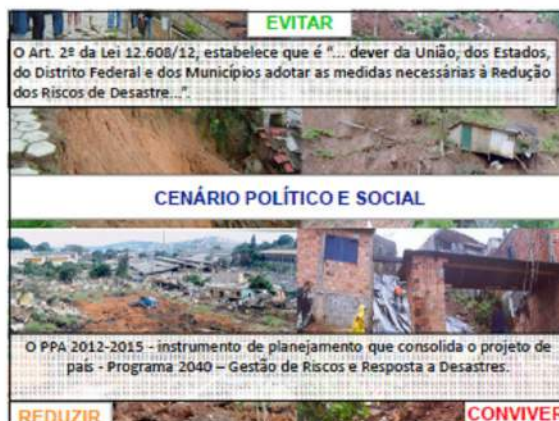 EVITAR
O Art. 2º da Lei 12.608/12, estabelece que é "... dever da União, dos Estados,
do Distrito Federal e dos Municípios adotar as medidas necessárias à Redução
dos Riscos de Desastre...".
CENÁRIO POLÍTICO E SOCIAL
O PPA 2012-2015 - instrumento de planejamento que consolida o projeto de
país - Programa 2040 – Gestão de Riscos e Resposta a Desastres.
REDUZIR
CONVIVER